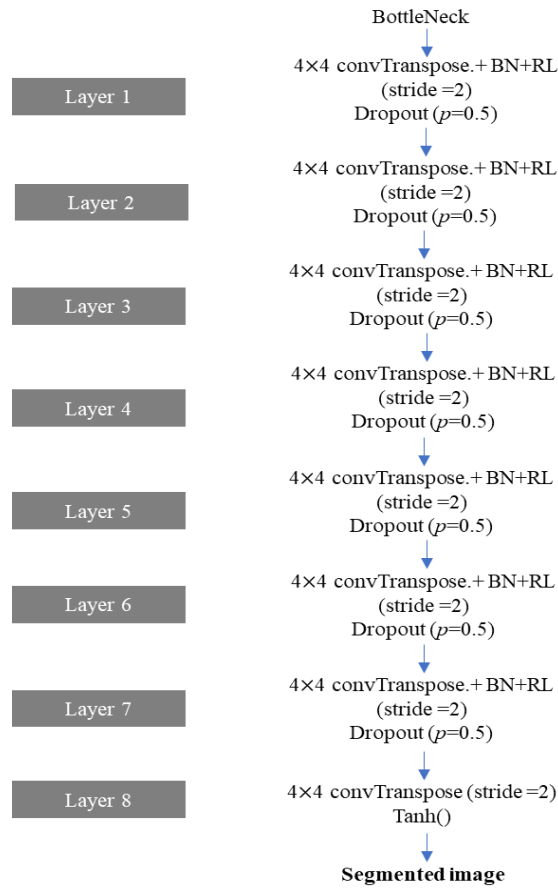 BottleNeck
Layer 1
4×4 convTranspose.+ BN+RL
(stride =2)
Dropout (p=0.5)
Layer 2
4×4 convTranspose.+ BN+RL
(stride =2)
Dropout (p=0.5)
Layer 3
4×4 convTranspose.+ BN+RL
(stride =2)
Dropout (p=0.5)
Layer 4
4×4 convTranspose.+ BN+RL
(stride =2)
Dropout (p=0.5)
Layer 5
4×4 convTranspose.+ BN+RL
(stride =2)
Dropout (p=0.5)
Layer 6
4×4 convTranspose.+ BN+RL
(stride =2)
Dropout (p=0.5)
Layer 7
4×4 convTranspose.+ BN+RL
(stride =2)
Dropout (p=0.5)
Layer 8
4×4 convTranspose (stride =2)
Tanh()
Segmented image